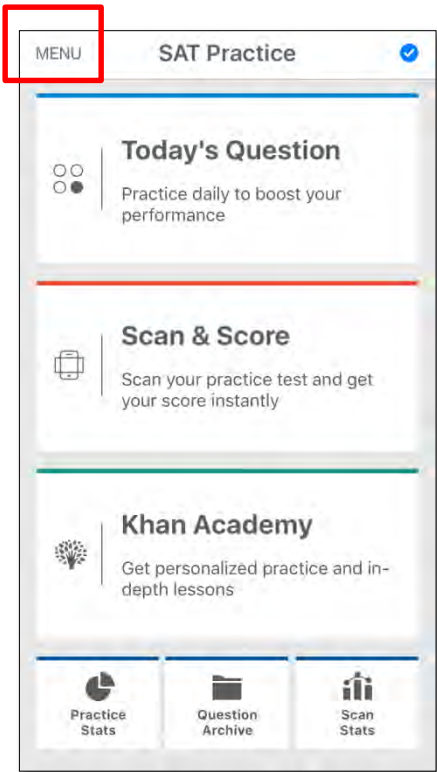 MENU SAT Practice
Today's Question
Practice daily to boost your
performance
Scan & Score
Scan your practice test and get
your score instantly
Khan Academy
Get personalized practice and in-
depth lessons
Practice
Stats
Question
Archive
Scan
Stats